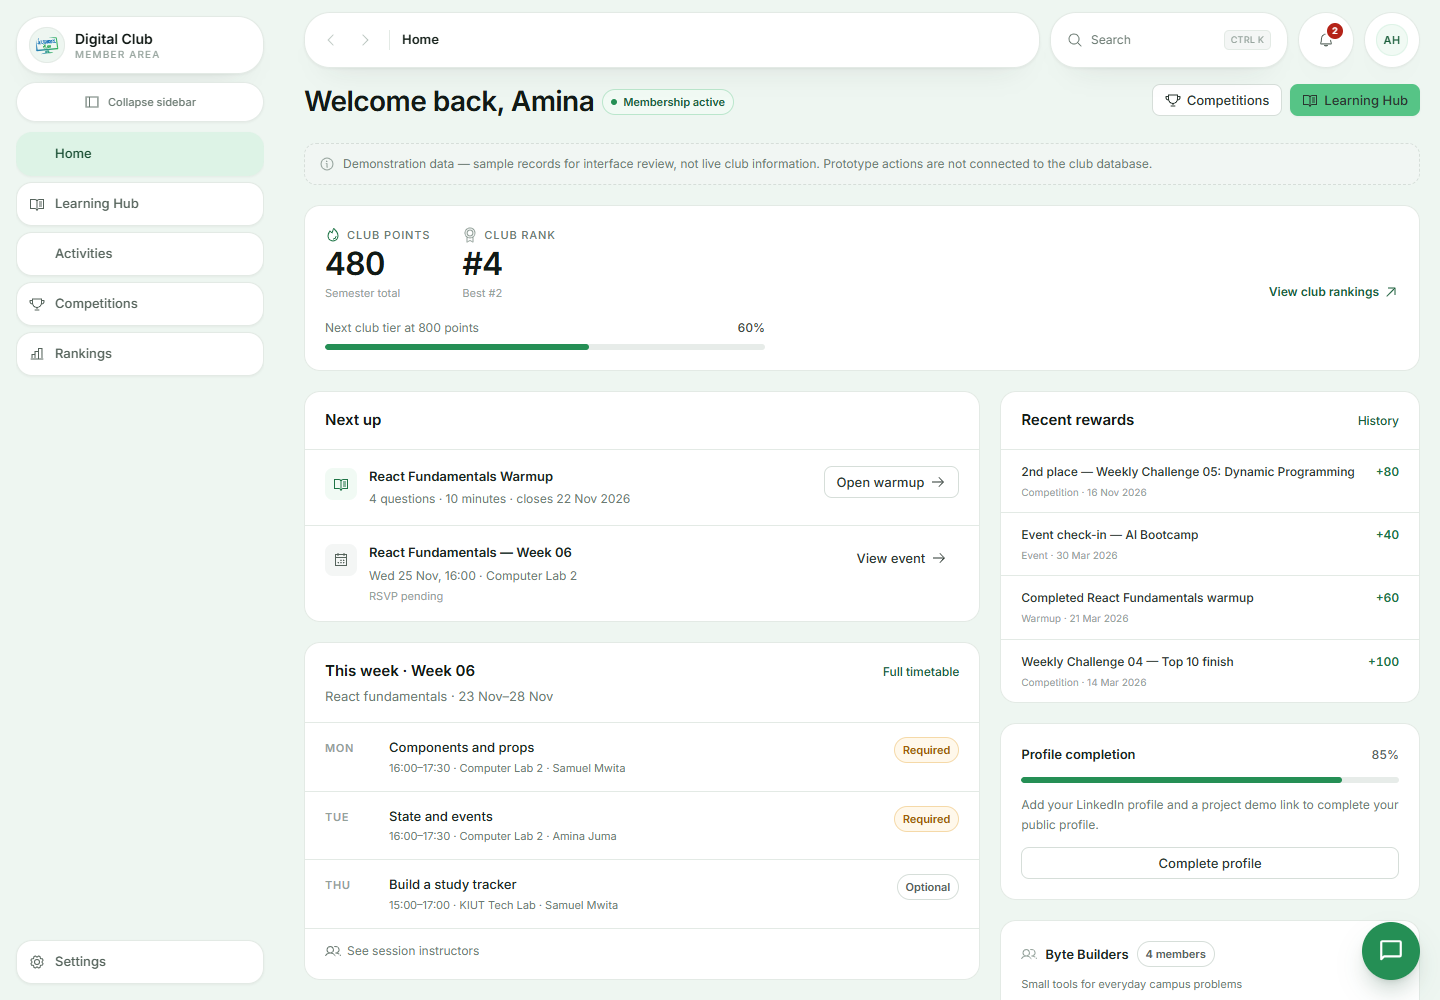 Digital Club
MEMBER AREA
Collapse sidebar
Home
Learning Hub
Activities
Competitions
Rankings
Settings
Home
Search
CTRL K
2
AH
Welcome back, Amina
Membership active
Competitions
Learning Hub
Demonstration data — sample records for interface review, not live club information. Prototype actions are not connected to the club database.
CLUB POINTS
480
Semester total
CLUB RANK
#4
Best #2
View club rankings
Next club tier at 800 points
60%
Next up
React Fundamentals Warmup
4 questions · 10 minutes · closes 22 Nov 2026
Open warmup
React Fundamentals — Week 06
Wed 25 Nov, 16:00 · Computer Lab 2
RSVP pending
View event
This week · Week 06
Full timetable
React fundamentals · 23 Nov–28 Nov
MON
Components and props
16:00–17:30 · Computer Lab 2 · Samuel Mwita
Required
TUE
State and events
16:00–17:30 · Computer Lab 2 · Amina Juma
Required
THU
Build a study tracker
15:00–17:00 · KIUT Tech Lab · Samuel Mwita
Optional
See session instructors
Recent rewards
History
2nd place — Weekly Challenge 05: Dynamic Programming
+80
Competition · 16 Nov 2026
Event check-in — AI Bootcamp
+40
Event · 30 Mar 2026
Completed React Fundamentals warmup
+60
Warmup · 21 Mar 2026
Weekly Challenge 04 — Top 10 finish
+100
Competition · 14 Mar 2026
Profile completion
85%
Add your LinkedIn profile and a project demo link to complete your
public profile.
Complete profile
Byte Builders
4 members
Small tools for everyday campus problems